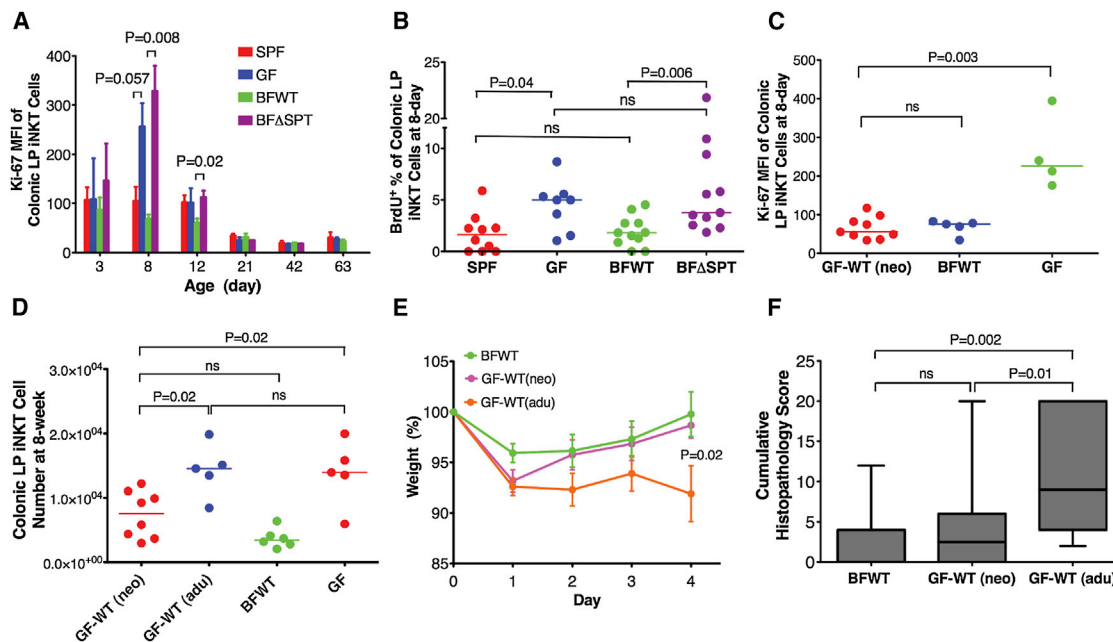 A
Ki-67 MFI of
Colonic LP iNKT Cells
400
300
200
100
0
P=0.008
P=0.057
P=0.02
SPF
GF
BFWT
BFΔSPT
3 8 12 21 42 63
Age (day)
B
BrdU+ % of Colonic LP
iNKT Cells at 8-day
25
20
10
5
0
P=0.006
P=0.04
ns
ns
SPF GF BFWT BFΔSPT
C
Ki-67 MFI of Colonic
LP iNKT Cells at 8-day
500
400
300
200
100
0
P=0.003
ns
GF-WT (neo) BFWT GF
D
Colonic LP iNKT Cell
Number at 8-week
3.0×10⁰⁴
2.0×10⁰⁴
1.0×10⁰⁴
0.0×10⁺⁰⁰
P=0.02
ns
P=0.02
ns
GF-WT (neo) GF-WT (adu) BFWT GF
E
Weight (%)
105
100
95
90
85
BFWT
GF-WT(neo)
GF-WT(adu)
P=0.02
0 1 2 3 4
Day
F
Cumulative
Histopathology Score
25
20
15
10
5
0
P=0.002
ns
P=0.01
BFWT GF-WT (neo) GF-WT (adu)